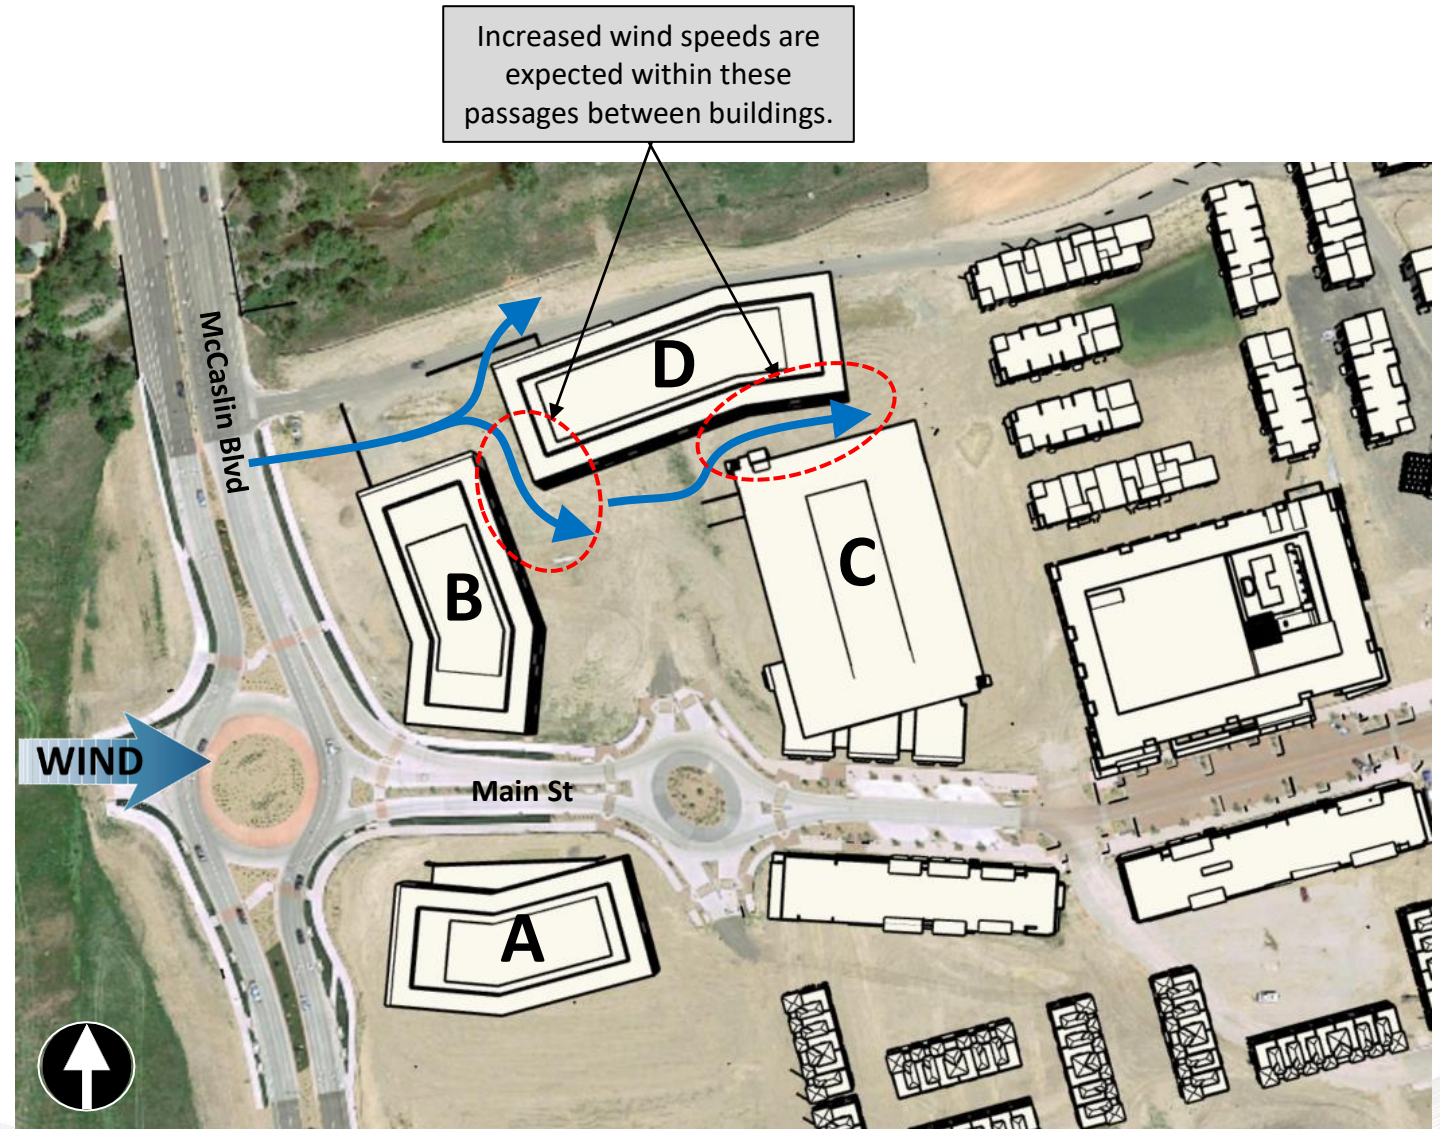 Increased wind speeds are
expected within these
passages between buildings.
McCaslin Blvd
D
B
C
WIND
Main St
A